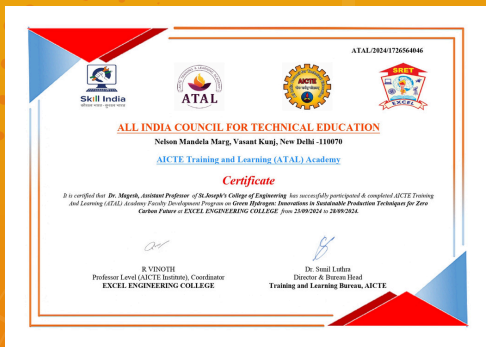 ATAL/2024/1726564046
Skill India
कौशल भारत - कुशल भारत
ATAL
AICTE
SRET
EXCEL
ALL INDIA COUNCIL FOR TECHNICAL EDUCATION
Nelson Mandela Marg, Vasant Kunj, New Delhi -110070
AICTE Training and Learning (ATAL) Academy
Certificate
It is certified that Dr. Magesh, Assistant Professor of St.Joseph's College of Engineering has successfully participated & completed AICTE Training
And Learning (ATAL) Academy Faculty Development Program on Green Hydrogen: Innovations in Sustainable Production Techniques for Zero
Carbon Future at EXCEL ENGINEERING COLLEGE from 23/09/2024 to 28/09/2024.
R VINOTH
Professor Level (AICTE Institute), Coordinator
EXCEL ENGINEERING COLLEGE
Dr. Sunil Luthra
Director & Bureau Head
Training and Learning Bureau, AICTE